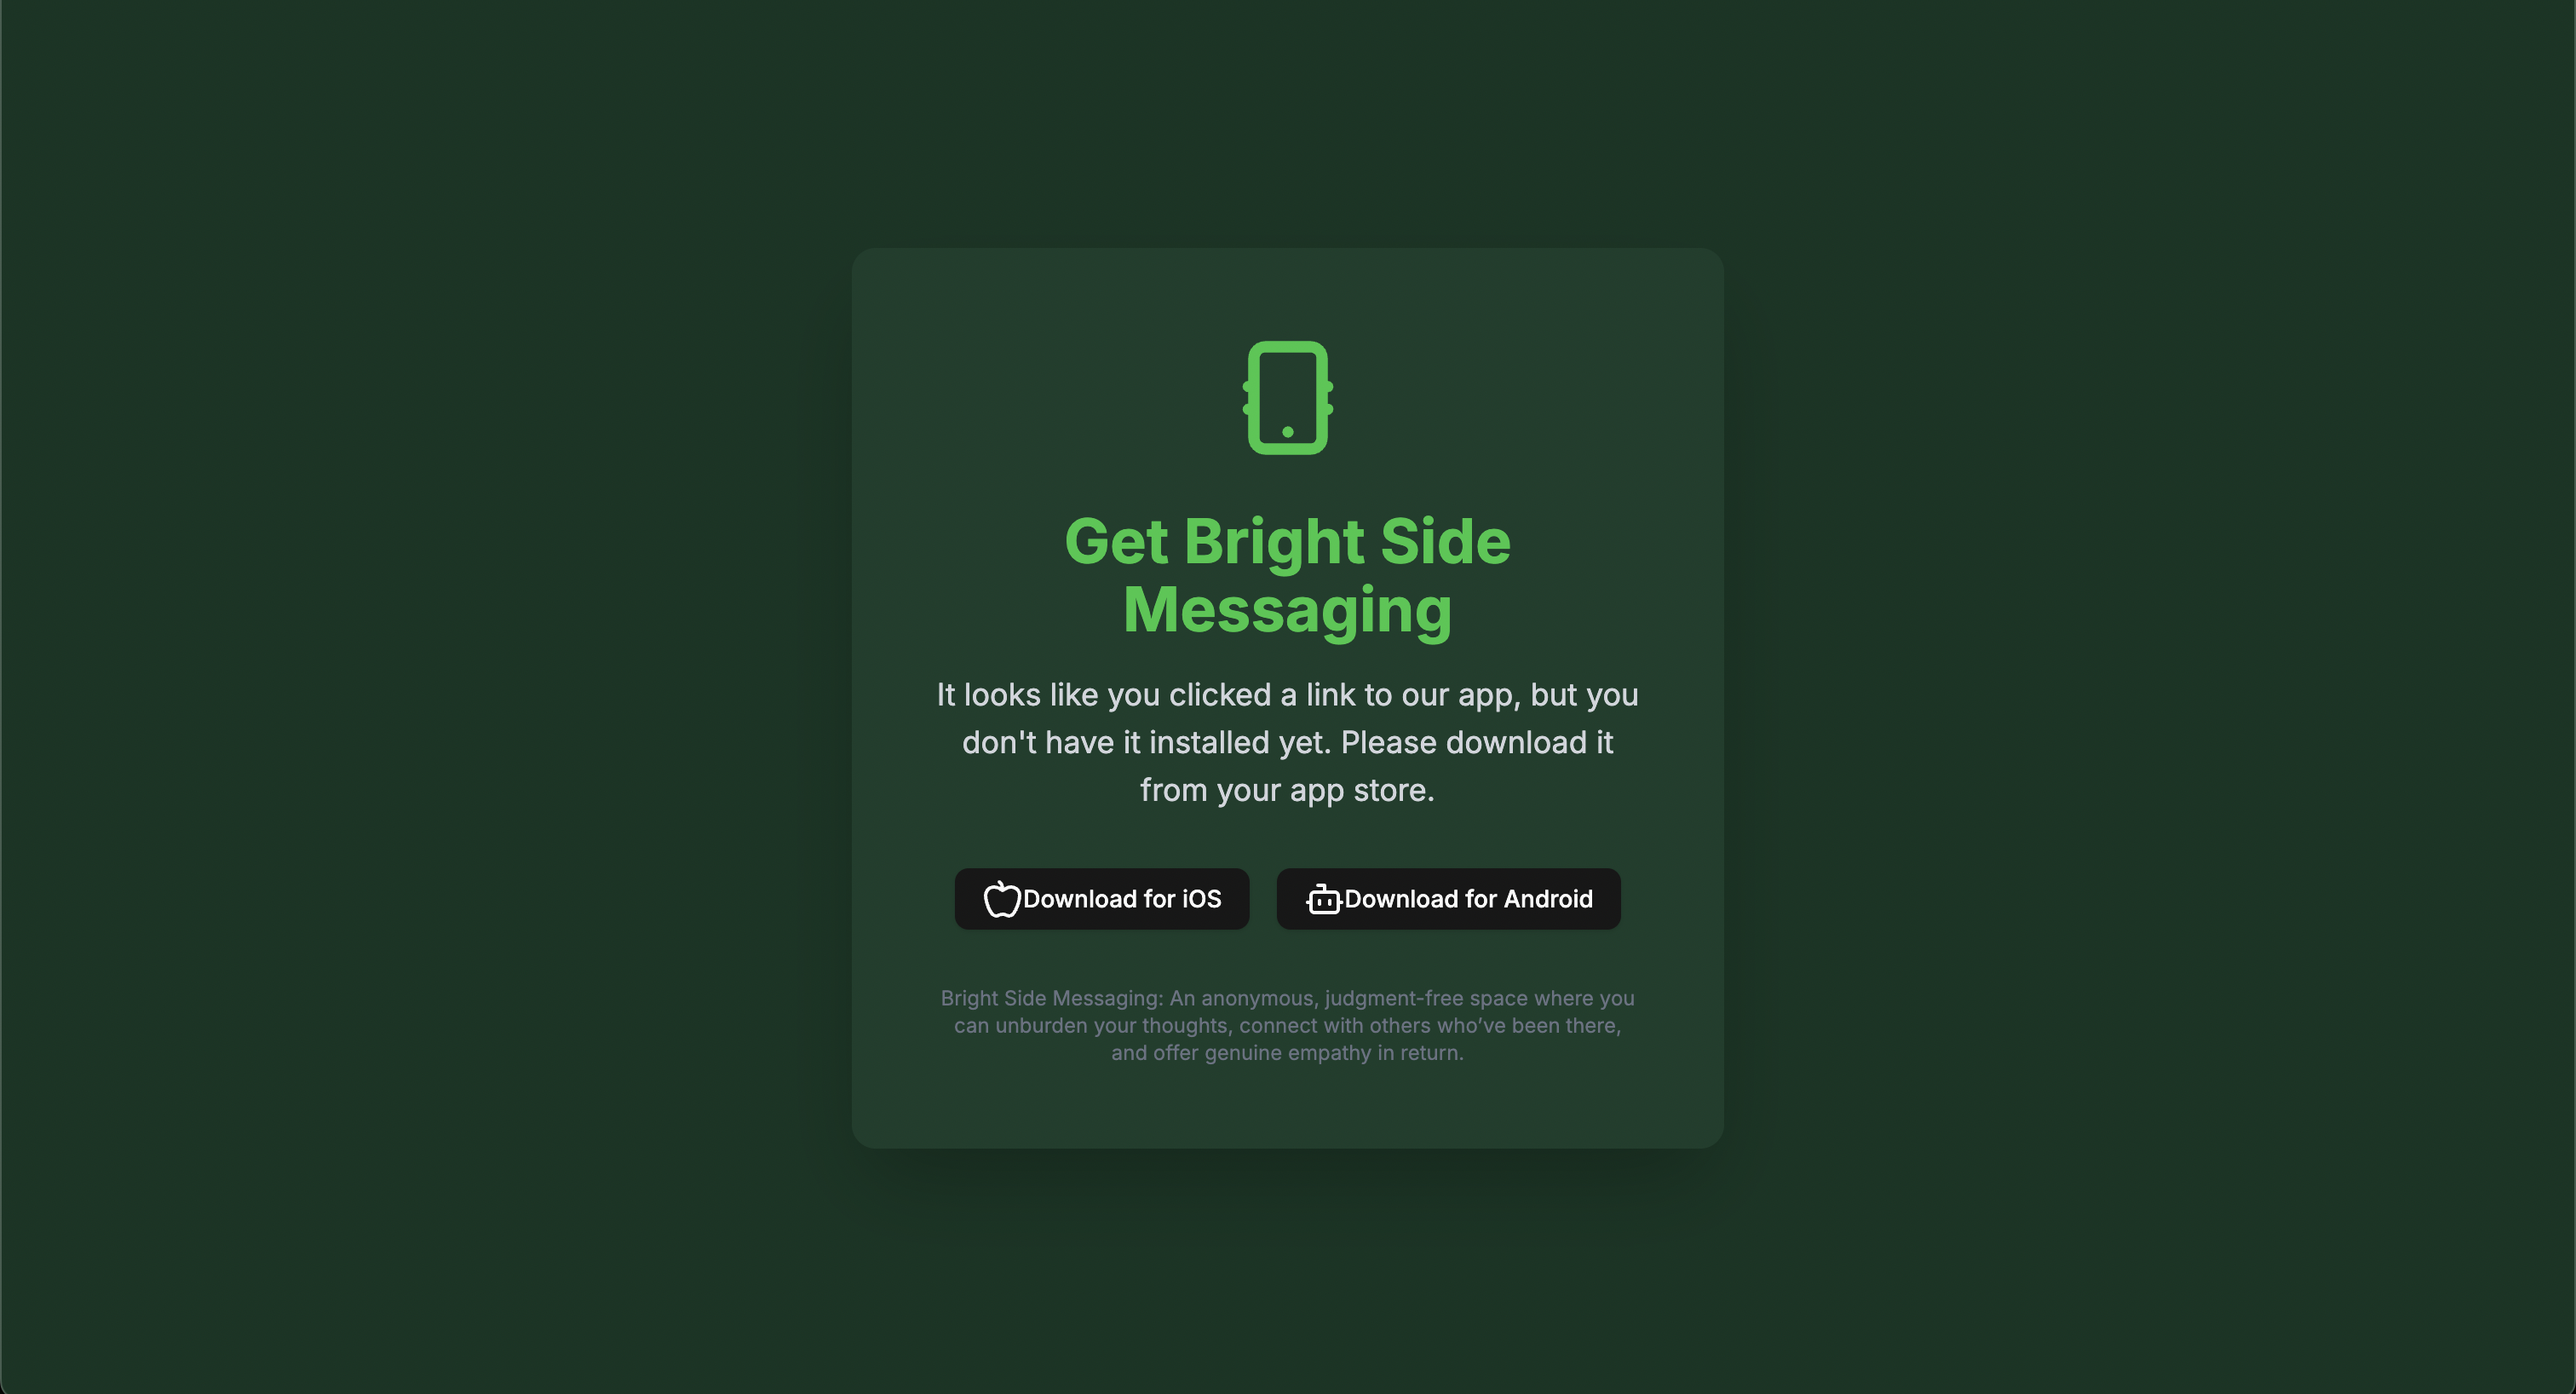 Get Bright Side
Messaging
It looks like you clicked a link to our app, but you
don't have it installed yet. Please download it
from your app store.
Download for iOS
Download for Android
Bright Side Messaging: An anonymous, judgment-free space where you
can unburden your thoughts, connect with others who’ve been there,
and offer genuine empathy in return.